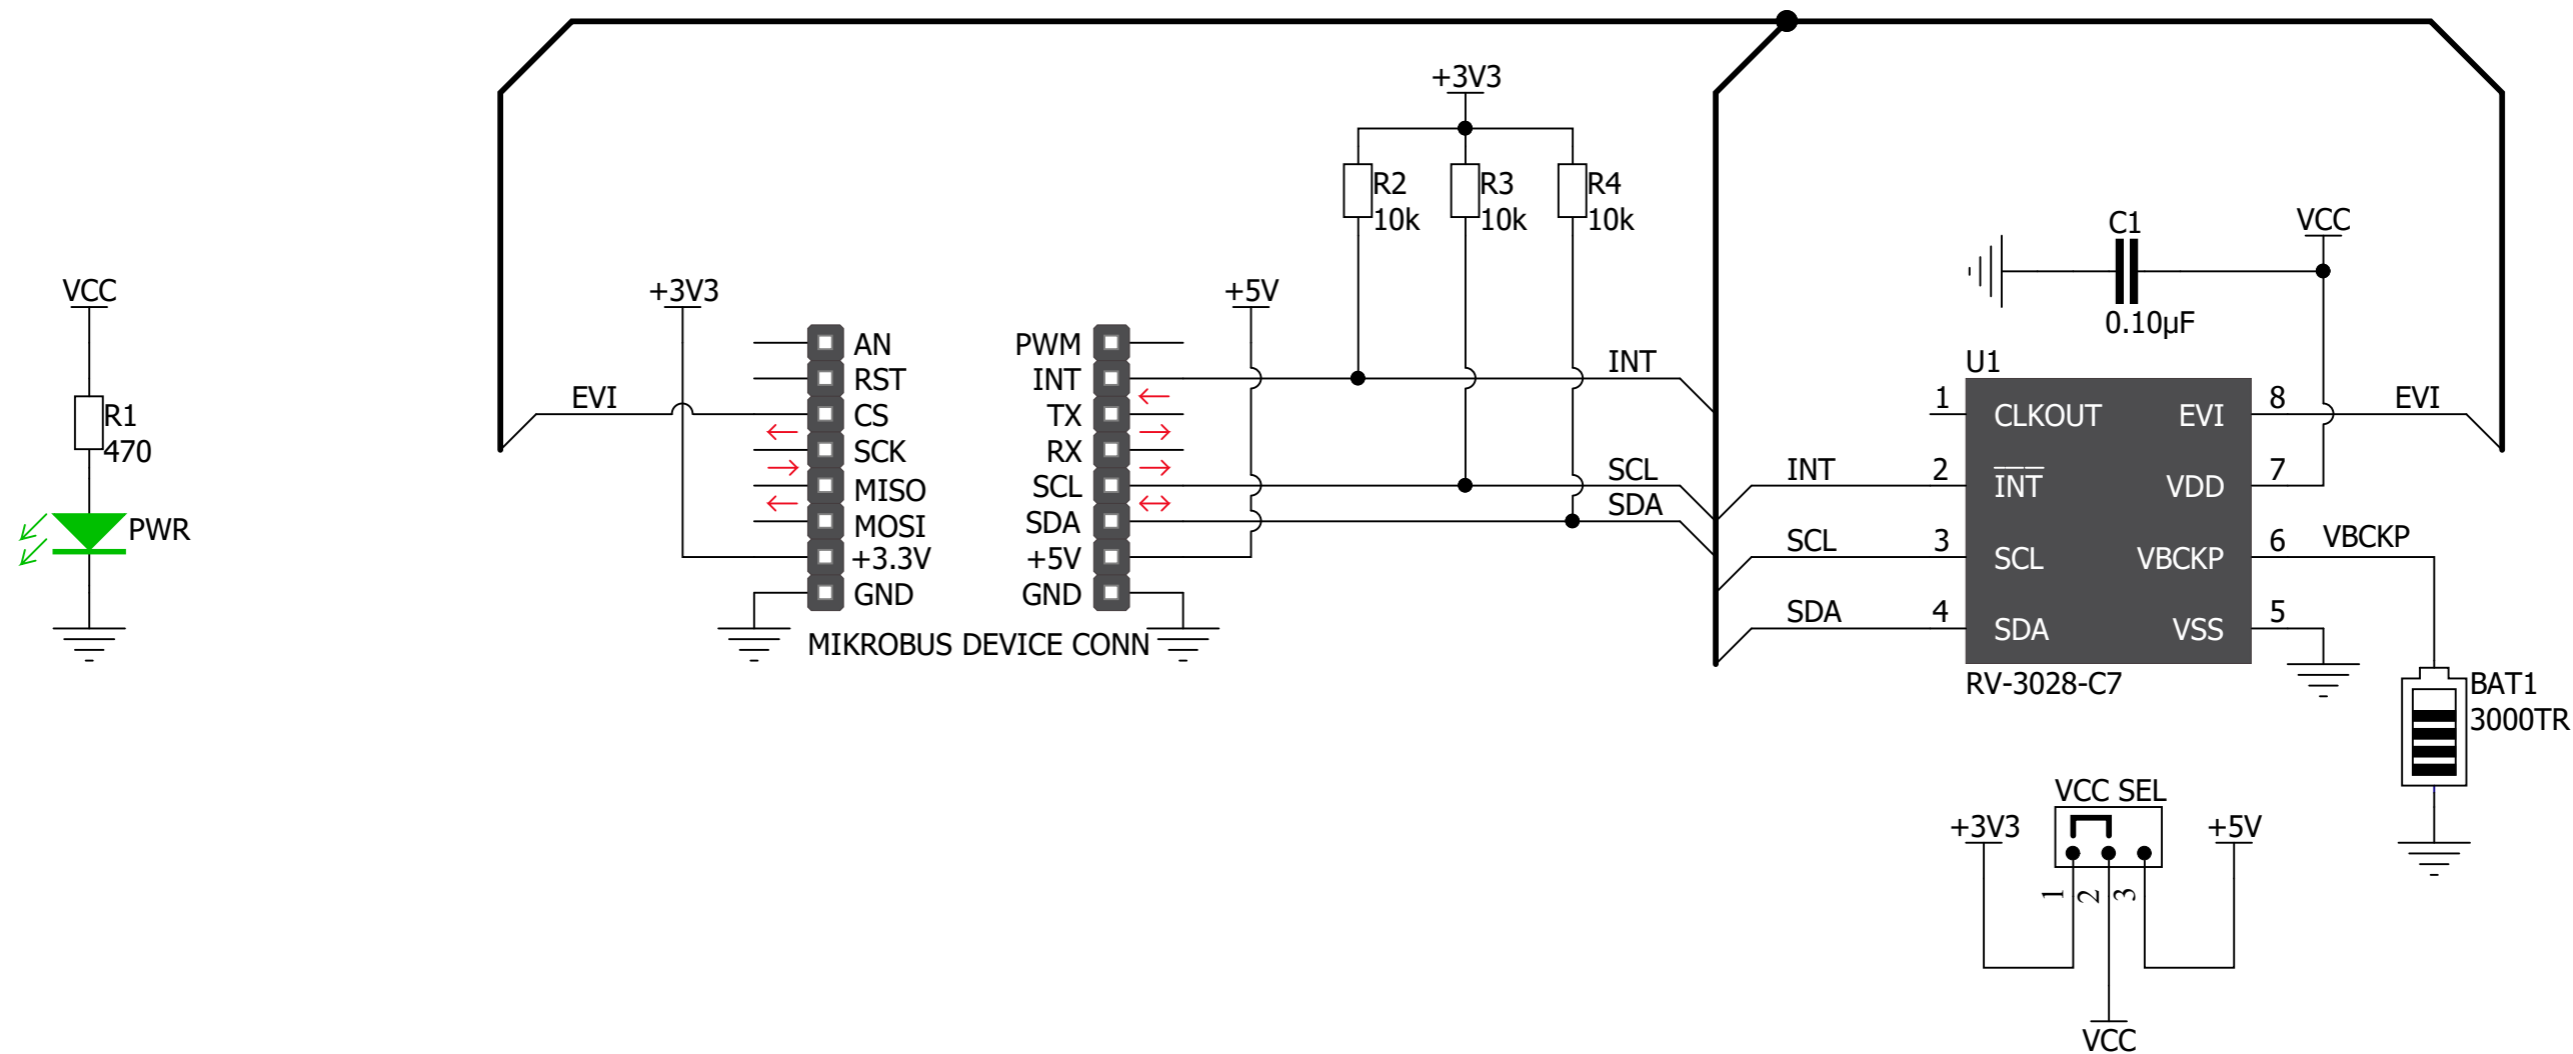 +3V3
R2
10k
R3
10k
R4
10k
VCC
R1
470
PWR
EVI
+3V3
+5V
AN
RST
CS
SCK
MISO
MOSI
+3.3V
GND
PWM
INT
TX
RX
SCL
SDA
+5V
GND
MIKROBUS DEVICE CONN
INT
SCL
SDA
C1
0.10µF
VCC
U1
1 CLKOUT EVI 8 EVI
INT 2 INT VDD 7
SCL 3 SCL VBCKP 6 VBCKP
SDA 4 SDA VSS 5
RV-3028-C7
BAT1
3000TR
VCC SEL
+3V3
+5V
1
2
3
VCC